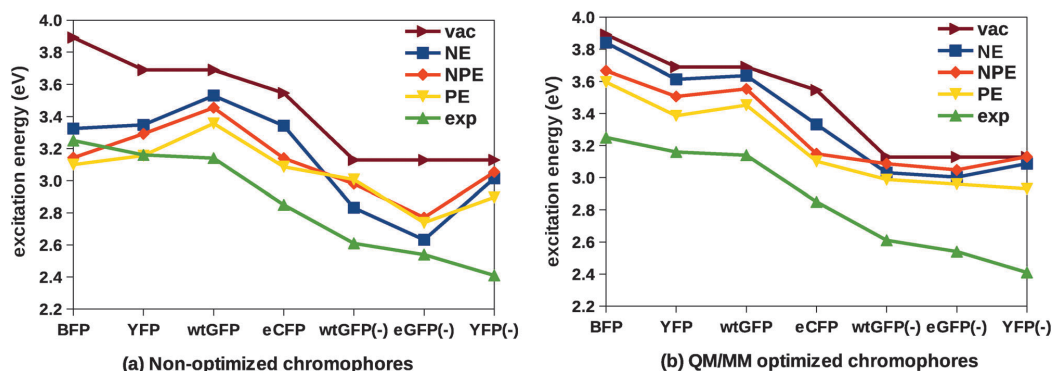 4.0
3.8
3.6
3.4
3.2
3.0
2.8
2.6
2.4
2.2
excitation energy (eV)
vac
NE
NPE
PE
exp
BFP YFP wtGFP eCFP wtGFP(-) eGFP(-) YFP(-)
(a) Non-optimized chromophores
4.0
3.8
3.6
3.4
3.2
3.0
2.8
2.6
2.4
2.2
excitation energy (eV)
vac
NE
NPE
PE
exp
BFP YFP wtGFP eCFP wtGFP(-) eGFP(-) YFP(-)
(b) QM/MM optimized chromophores